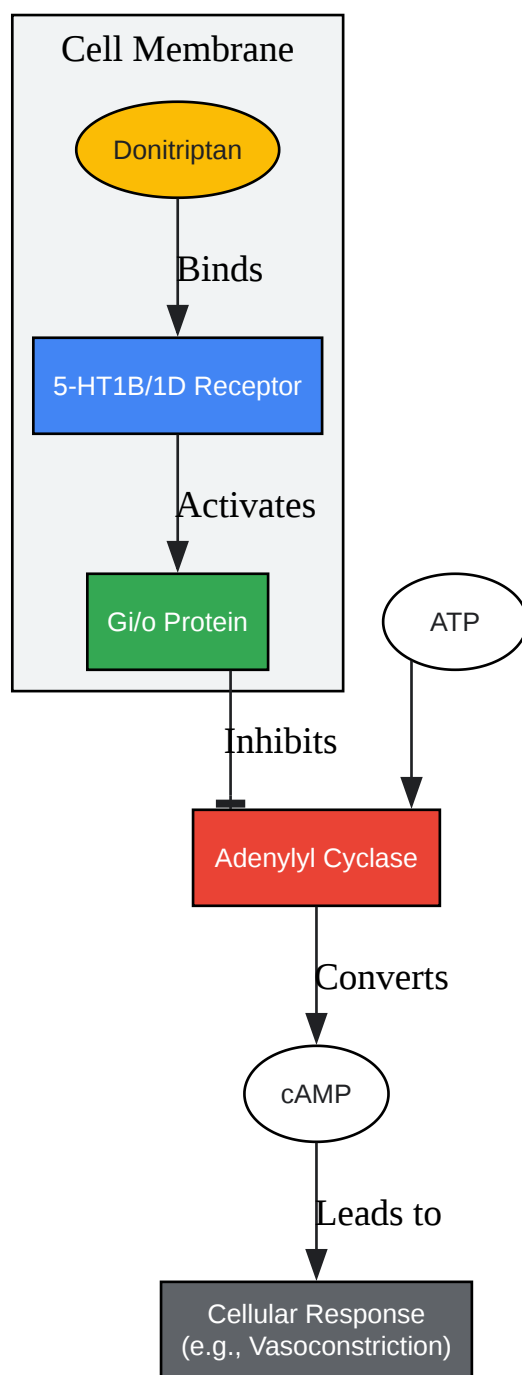 Cell Membrane
Donitriptan
Binds
5-HT1B/1D Receptor
Activates
Gi/o Protein
ATP
Inhibits
Adenylyl Cyclase
Converts
cAMP
Leads to
Cellular Response
(e.g., Vasoconstriction)